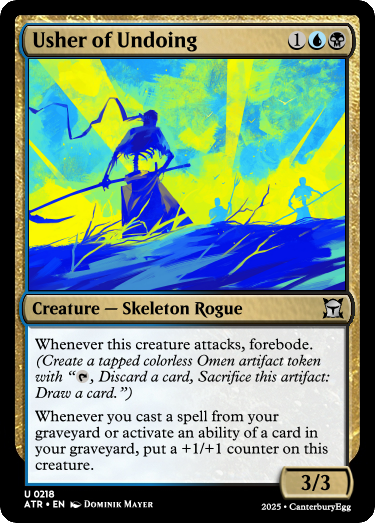 Usher of Undoing 1
Creature — Skeleton Rogue
Whenever this creature attacks, forebode.
(Create a tapped colorless Omen artifact token
with “, Discard a card, Sacrifice this artifact:
Draw a card.”)
Whenever you cast a spell from your
graveyard or activate an ability of a card in
your graveyard, put a +1/+1 counter on this
creature.
3/3
U 0218
ATR • EN Dominik Mayer
2025 • CanterburyEgg